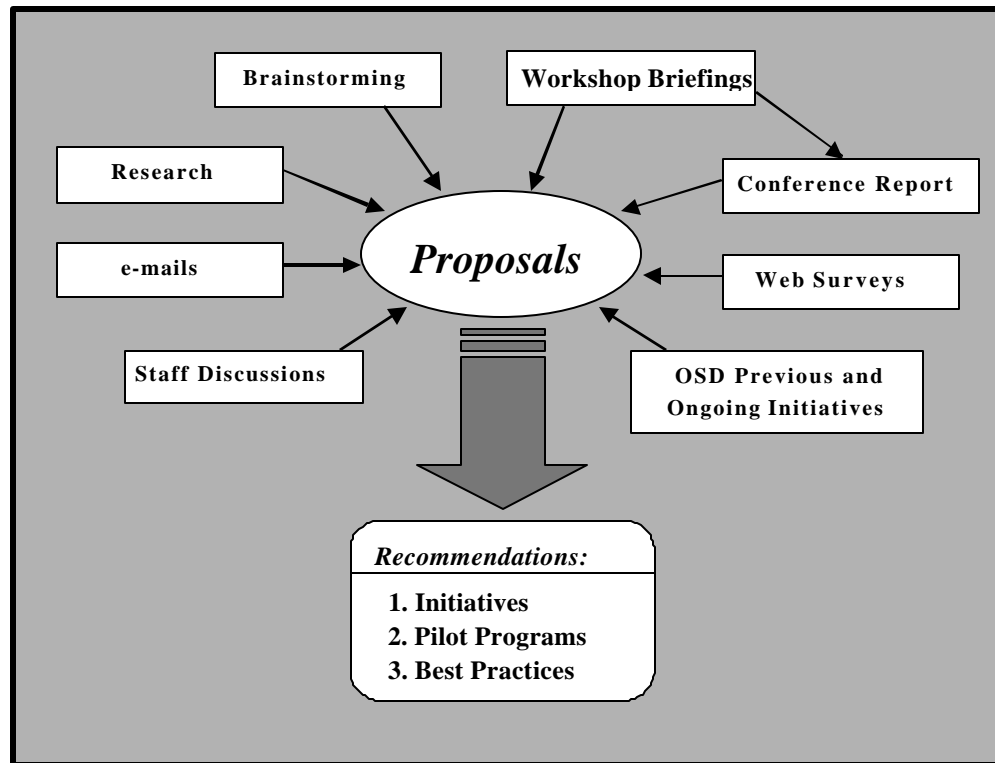 Brainstorming
Workshop Briefings
Research
Conference Report
e-mails
Proposals
Web Surveys
Staff Discussions
OSD Previous and
Ongoing Initiatives
Recommendations:
1. Initiatives
2. Pilot Programs
3. Best Practices